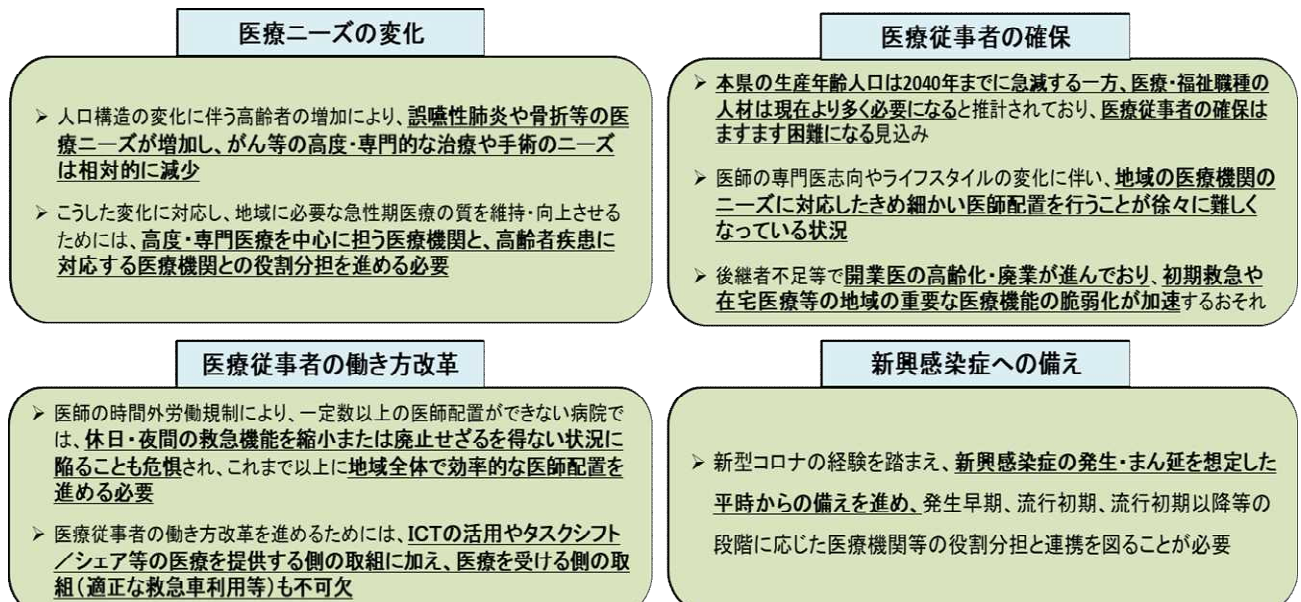 医療ニーズの変化
➢ 人口構造の変化に伴う高齢者の増加により、誤嚥性肺炎や骨折等の医
療ニーズが増加し、がん等の高度・専門的な治療や手術のニーズ
は相対的に減少
➢ こうした変化に対応し、地域に必要な急性期医療の質を維持・向上させる
ためには、高度・専門医療を中心に担う医療機関と、高齢者疾患に
対応する医療機関との役割分担を進める必要
医療従事者の確保
➢ 本県の生産年齢人口は2040年までに急減する一方、医療・福祉職種の
人材は現在より多く必要になると推計されており、医療従事者の確保は
ますます困難になる見込み
➢ 医師の専門医志向やライフスタイルの変化に伴い、地域の医療機関の
ニーズに対応したきめ細かい医師配置を行うことが徐々に難しく
なっている状況
➢ 後継者不足等で開業医の高齢化・廃業が進んでおり、初期救急や
在宅医療等の地域の重要な医療機能の脆弱化が加速するおそれ
医療従事者の働き方改革
➢ 医師の時間外労働規制により、一定数以上の医師配置ができない病院で
は、休日・夜間の救急機能を縮小または廃止せざるを得ない状況に
陥ることも危惧され、これまで以上に地域全体で効率的な医師配置を
進める必要
➢ 医療従事者の働き方改革を進めるためには、ICTの活用やタスクシフト
／シェア等の医療を提供する側の取組に加え、医療を受ける側の取
組（適正な救急車利用等）も不可欠
新興感染症への備え
➢ 新型コロナの経験を踏まえ、新興感染症の発生・まん延を想定した
平時からの備えを進め、発生早期、流行初期、流行初期以降等の
段階に応じた医療機関等の役割分担と連携を図ることが必要